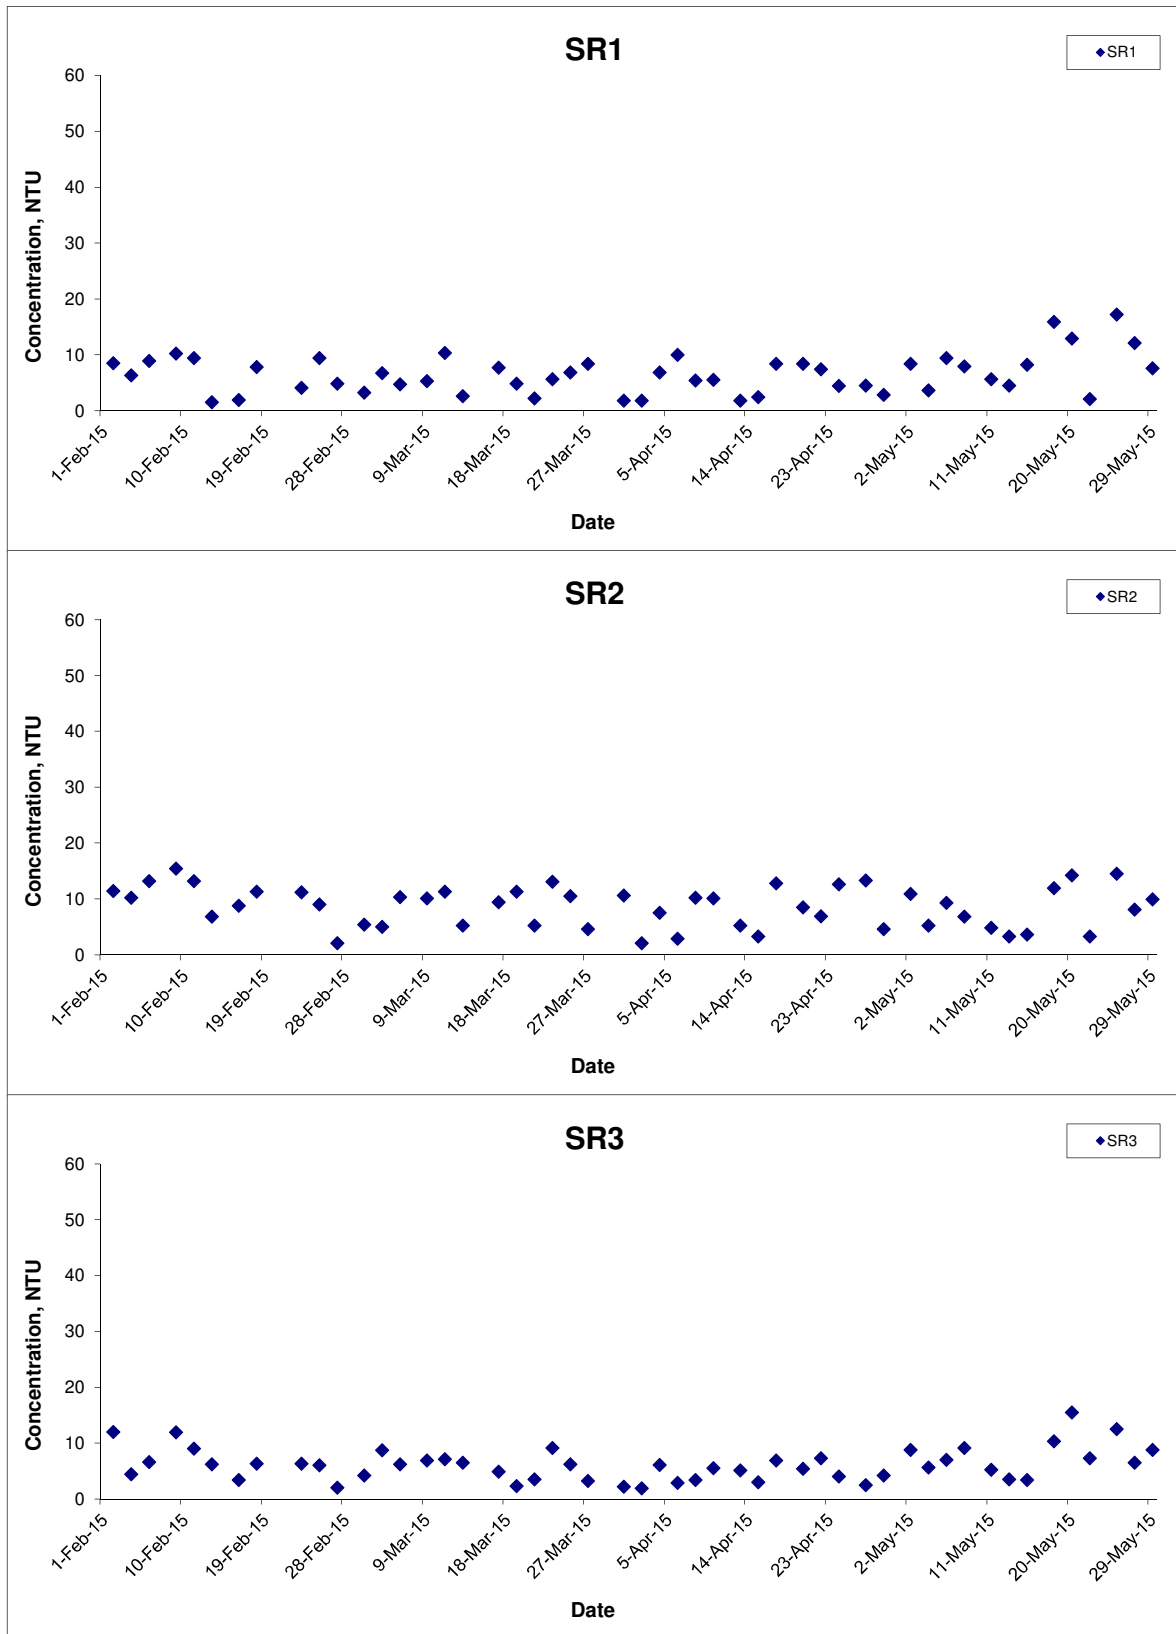 SR1
SR1
60
50
40
30
20
10
0
Concentration, NTU
1-Feb-15
10-Feb-15
19-Feb-15
28-Feb-15
9-Mar-15
18-Mar-15
27-Mar-15
5-Apr-15
14-Apr-15
23-Apr-15
2-May-15
11-May-15
20-May-15
29-May-15
Date
SR2
SR2
60
50
40
30
20
10
0
Concentration, NTU
1-Feb-15
10-Feb-15
19-Feb-15
28-Feb-15
9-Mar-15
18-Mar-15
27-Mar-15
5-Apr-15
14-Apr-15
23-Apr-15
2-May-15
11-May-15
20-May-15
29-May-15
Date
SR3
SR3
60
50
40
30
20
10
0
Concentration, NTU
1-Feb-15
10-Feb-15
19-Feb-15
28-Feb-15
9-Mar-15
18-Mar-15
27-Mar-15
5-Apr-15
14-Apr-15
23-Apr-15
2-May-15
11-May-15
20-May-15
29-May-15
Date